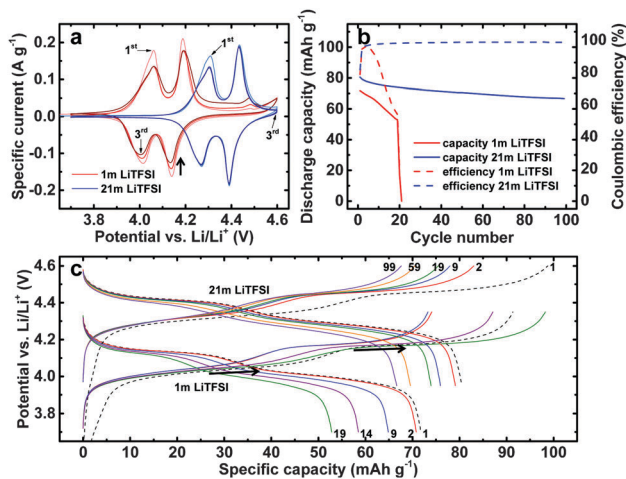 a
1st
1st
3rd
3rd
1m LiTFSI
21m LiTFSI
Specific current (A g-1)
0.2
0.1
0.0
-0.1
-0.2
3.8
4.0
4.2
4.4
4.6
Potential vs. Li/Li+ (V)
b
Discharge capacity (mAh g-1)
120
100
80
60
40
20
0
0
20
40
60
80
100
Cycle number
100
80
60
40
20
0
Coulombic efficiency (%)
capacity 1m LiTFSI
capacity 21m LiTFSI
efficiency 1m LiTFSI
efficiency 21m LiTFSI
c
Potential vs. Li/Li+ (V)
4.6
4.4
4.2
4.0
3.8
21m LiTFSI
1m LiTFSI
99
59
19
9
2
1
19
14
9
2
1
0
10
20
30
40
50
60
70
80
90
100
Specific capacity (mAh g-1)